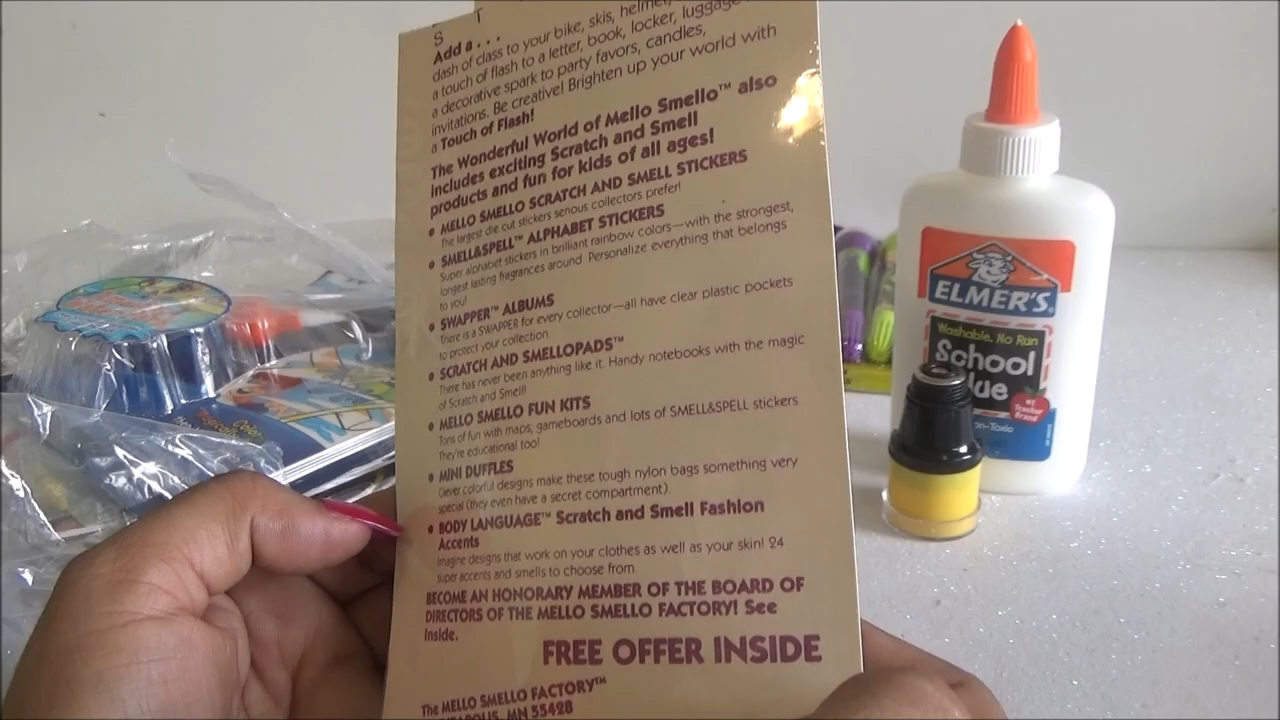 S T
Add a . . .
dash of class to your bike, skis, helmet,
a touch of flash to a letter, book, locker, luggage
a decorative spark to party favors, candles,
invitations. Be creative! Brighten up your world with
a Touch of Flash!
The Wonderful World of Mello Smello™ also
includes exciting Scratch and Smell
products and fun for kids of all ages!
• MELLO SMELLO SCRATCH AND SMELL STICKERS
The largest die cut stickers serious collectors prefer!
• SMELL&SPELL™ ALPHABET STICKERS
Super alphabet stickers in brilliant rainbow colors—with the strongest,
longest lasting fragrances around. Personalize everything that belongs
to you!
• SWAPPER™ ALBUMS
There is a SWAPPER for every collector—all have clear plastic pockets
to protect your collection.
• SCRATCH AND SMELLOPADS™
There has never been anything like it. Handy notebooks with the magic
of Scratch and Smell!
• MELLO SMELLO FUN KITS
Tons of fun with maps, gameboards and lots of SMELL&SPELL stickers.
They're educational too!
• MINI DUFFLES
Clever colorful designs make these tough nylon bags something very
special (they even have a secret compartment).
• BODY LANGUAGE™ Scratch and Smell Fashion
Accents
Imagine designs that work on your clothes as well as your skin! 24
super accents and smells to choose from.
BECOME AN HONORARY MEMBER OF THE BOARD OF
DIRECTORS OF THE MELLO SMELLO FACTORY! See
Inside.
FREE OFFER INSIDE
The MELLO SMELLO FACTORY™
MN 55428
ELMER'S
Washable, No Run
School
#1
Teacher
Brand